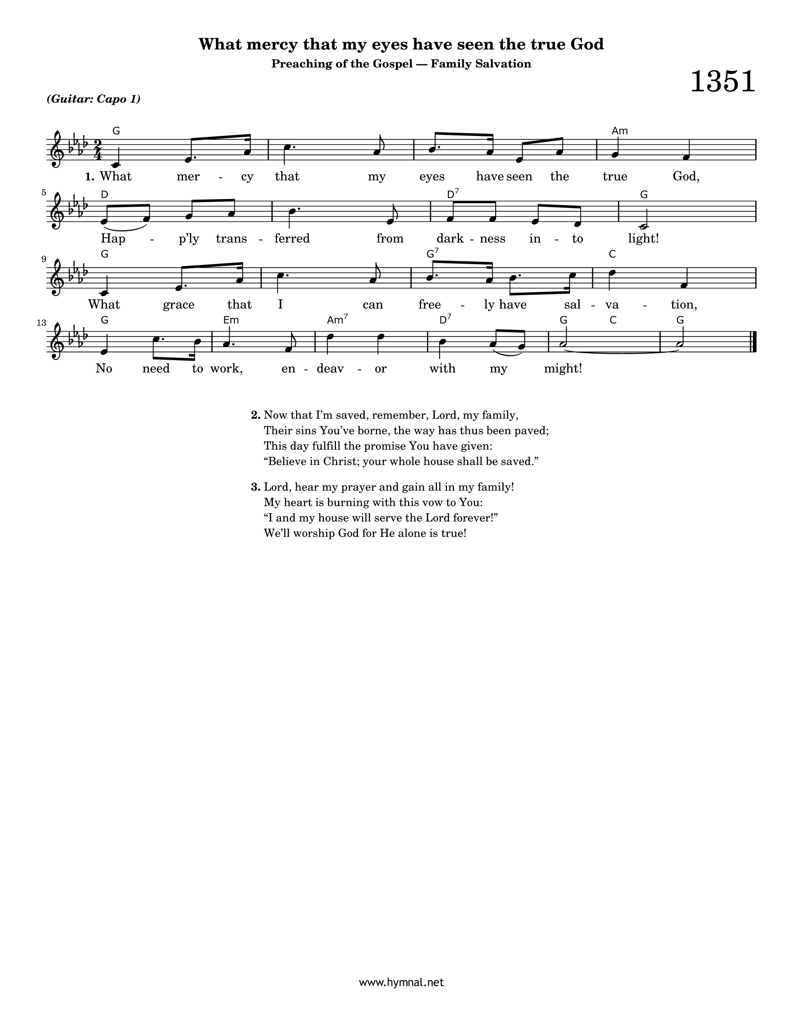 What mercy that my eyes have seen the true God
Preaching of the Gospel — Family Salvation
1351
(Guitar: Capo 1)
G Am
2
4
1. What mer - cy that my eyes have seen the true God,
5
D D7 G
Hap - p'ly trans - ferred from dark - ness in - to light!
9
G G7 C
What grace that I can free - ly have sal - va - tion,
13
G Em Am7 D7 G C G
No need to work, en - deav - or with my might!
2. Now that I’m saved, remember, Lord, my family,
Their sins You’ve borne, the way has thus been paved;
This day fulfill the promise You have given:
“Believe in Christ; your whole house shall be saved.”
3. Lord, hear my prayer and gain all in my family!
My heart is burning with this vow to You:
“I and my house will serve the Lord forever!”
We’ll worship God for He alone is true!
www.hymnal.net